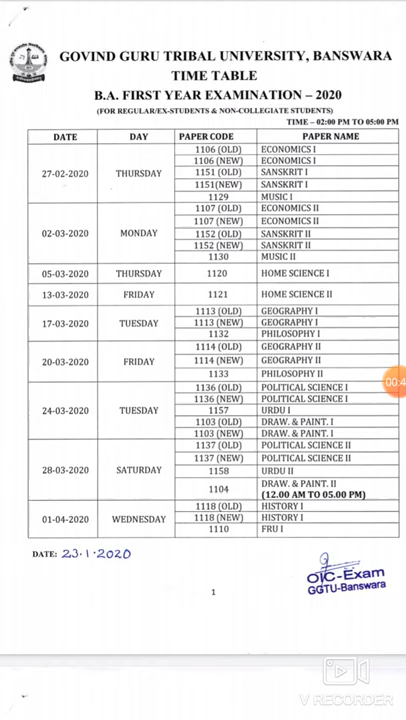 GOVIND GURU TRIBAL UNIVERSITY, BANSWARA
TIME TABLE
B.A. FIRST YEAR EXAMINATION – 2020
(FOR REGULAR/EX-STUDENTS & NON-COLLEGIATE STUDENTS)
TIME – 02:00 PM TO 05:00 PM
DATE DAY PAPER CODE PAPER NAME
27-02-2020 THURSDAY
1106 (OLD) ECONOMICS I
1106 (NEW) ECONOMICS I
1151 (OLD) SANSKRIT I
1151(NEW) SANSKRIT I
1129 MUSIC I
02-03-2020 MONDAY
1107 (OLD) ECONOMICS II
1107 (NEW) ECONOMICS II
1152 (OLD) SANSKRIT II
1152 (NEW) SANSKRIT II
1130 MUSIC II
05-03-2020 THURSDAY 1120 HOME SCIENCE I
13-03-2020 FRIDAY 1121 HOME SCIENCE II
17-03-2020 TUESDAY
1113 (OLD) GEOGRAPHY I
1113 (NEW) GEOGRAPHY I
1132 PHILOSOPHY I
20-03-2020 FRIDAY
1114 (OLD) GEOGRAPHY II
1114 (NEW) GEOGRAPHY II
1133 PHILOSOPHY II
24-03-2020 TUESDAY
1136 (OLD) POLITICAL SCIENCE I
1136 (NEW) POLITICAL SCIENCE I
1157 URDU I
1103 (OLD) DRAW. & PAINT. I
1103 (NEW) DRAW. & PAINT. I
28-03-2020 SATURDAY
1137 (OLD) POLITICAL SCIENCE II
1137 (NEW) POLITICAL SCIENCE II
1158 URDU II
1104 DRAW. & PAINT. II
(12.00 AM TO 05.00 PM)
01-04-2020 WEDNESDAY
1118 (OLD) HISTORY I
1118 (NEW) HISTORY I
1110 FRU I
DATE: 23.1.2020
OIC-Exam
GGTU-Banswara
1
00:4
V RECORDER